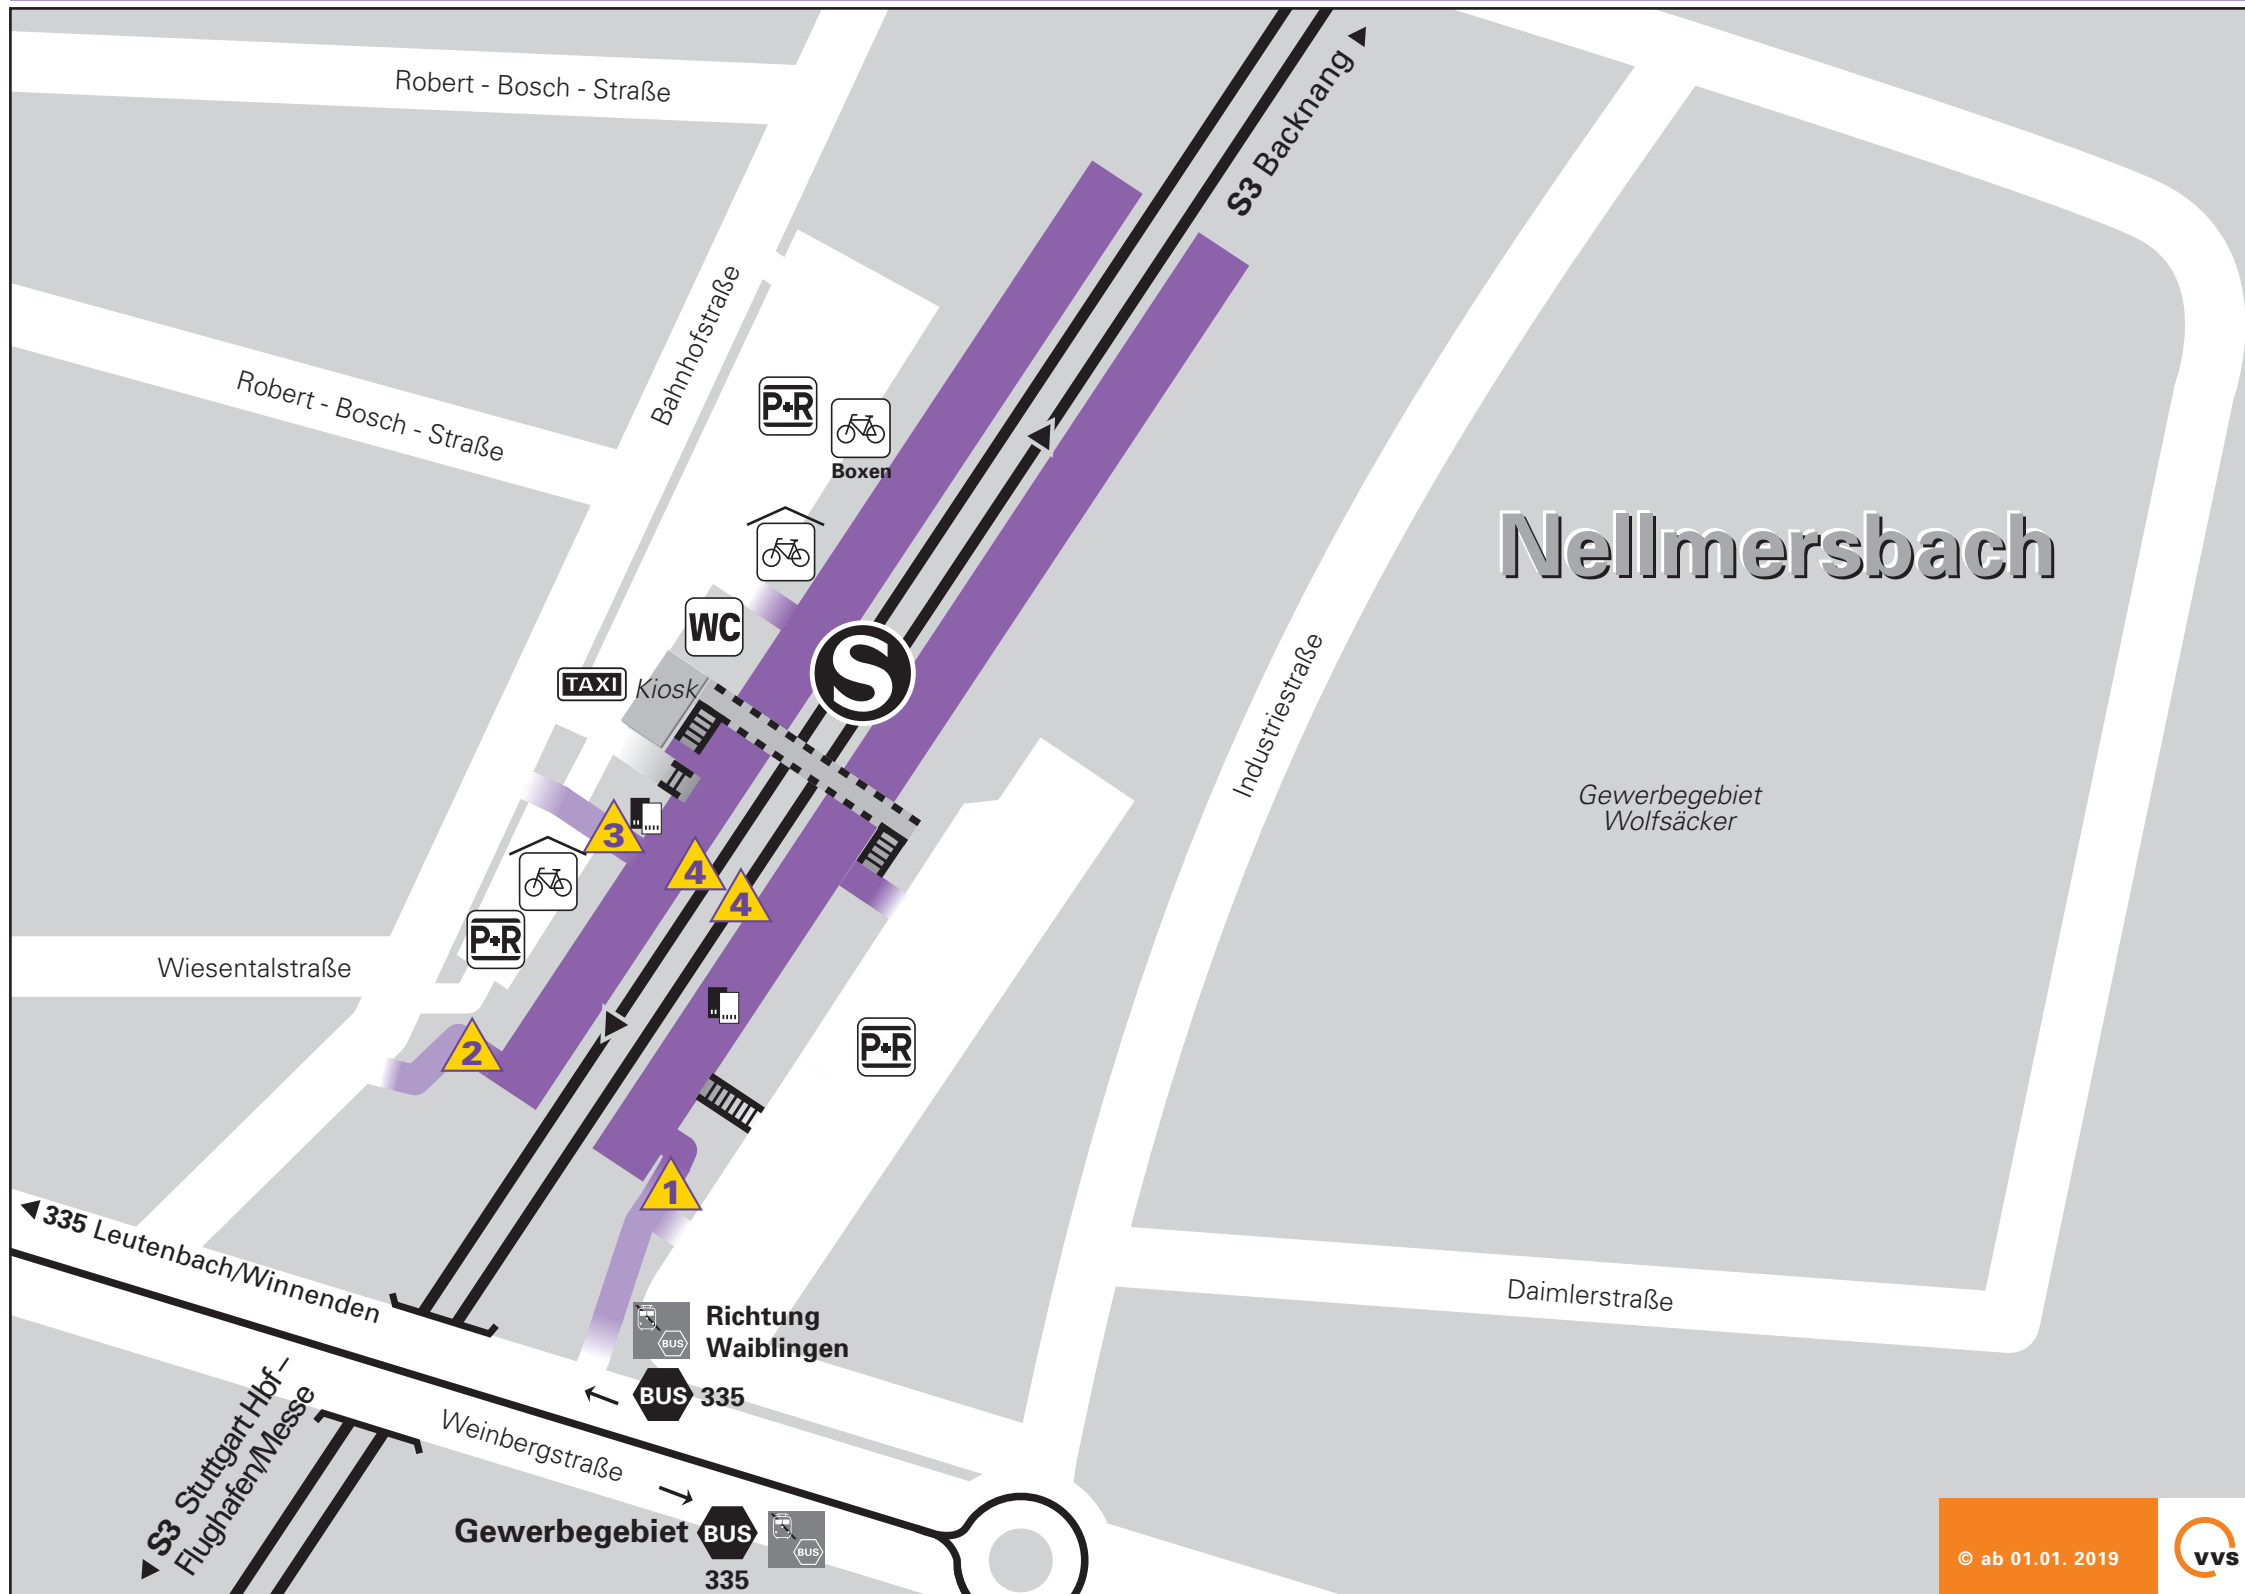 Robert - Bosch - Straße
S3 Backnang
Bahnhofstraße
Robert - Bosch - Straße
P+R
Boxen
Nellmersbach
WC
S
TAXI
Kiosk
Industriestraße
Gewerbegebiet
Wolfsäcker
3
4
4
P+R
Wiesentalstraße
P+R
2
1
335 Leutenbach/Winnenden
Daimlerstraße
BUS
Richtung
Waiblingen
BUS 335
S3 Stuttgart Hbf –
Flughafen/Messe
Weinbergstraße
Gewerbegebiet BUS
BUS
335
© ab 01.01. 2019
vvs